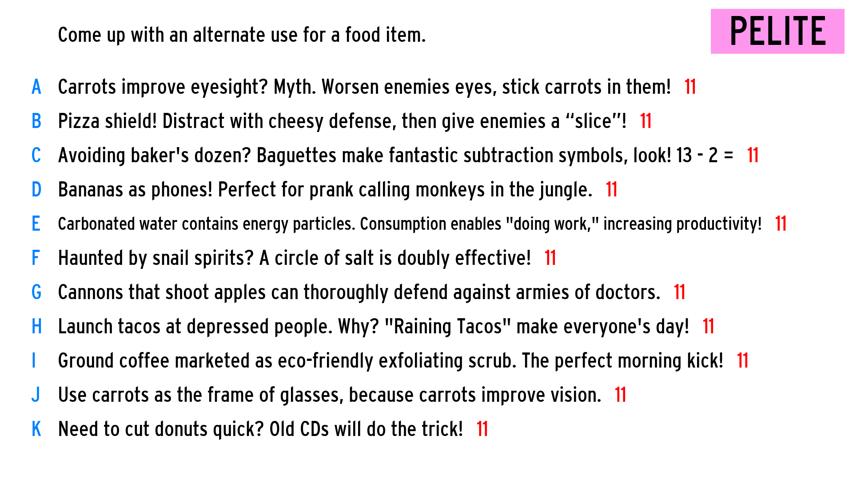 Come up with an alternate use for a food item.
PELITE
A Carrots improve eyesight? Myth. Worsen enemies eyes, stick carrots in them! 11
B Pizza shield! Distract with cheesy defense, then give enemies a “slice”! 11
C Avoiding baker's dozen? Baguettes make fantastic subtraction symbols, look! 13 - 2 = 11
D Bananas as phones! Perfect for prank calling monkeys in the jungle. 11
E Carbonated water contains energy particles. Consumption enables "doing work," increasing productivity! 11
F Haunted by snail spirits? A circle of salt is doubly effective! 11
G Cannons that shoot apples can thoroughly defend against armies of doctors. 11
H Launch tacos at depressed people. Why? "Raining Tacos" make everyone's day! 11
I Ground coffee marketed as eco-friendly exfoliating scrub. The perfect morning kick! 11
J Use carrots as the frame of glasses, because carrots improve vision. 11
K Need to cut donuts quick? Old CDs will do the trick! 11